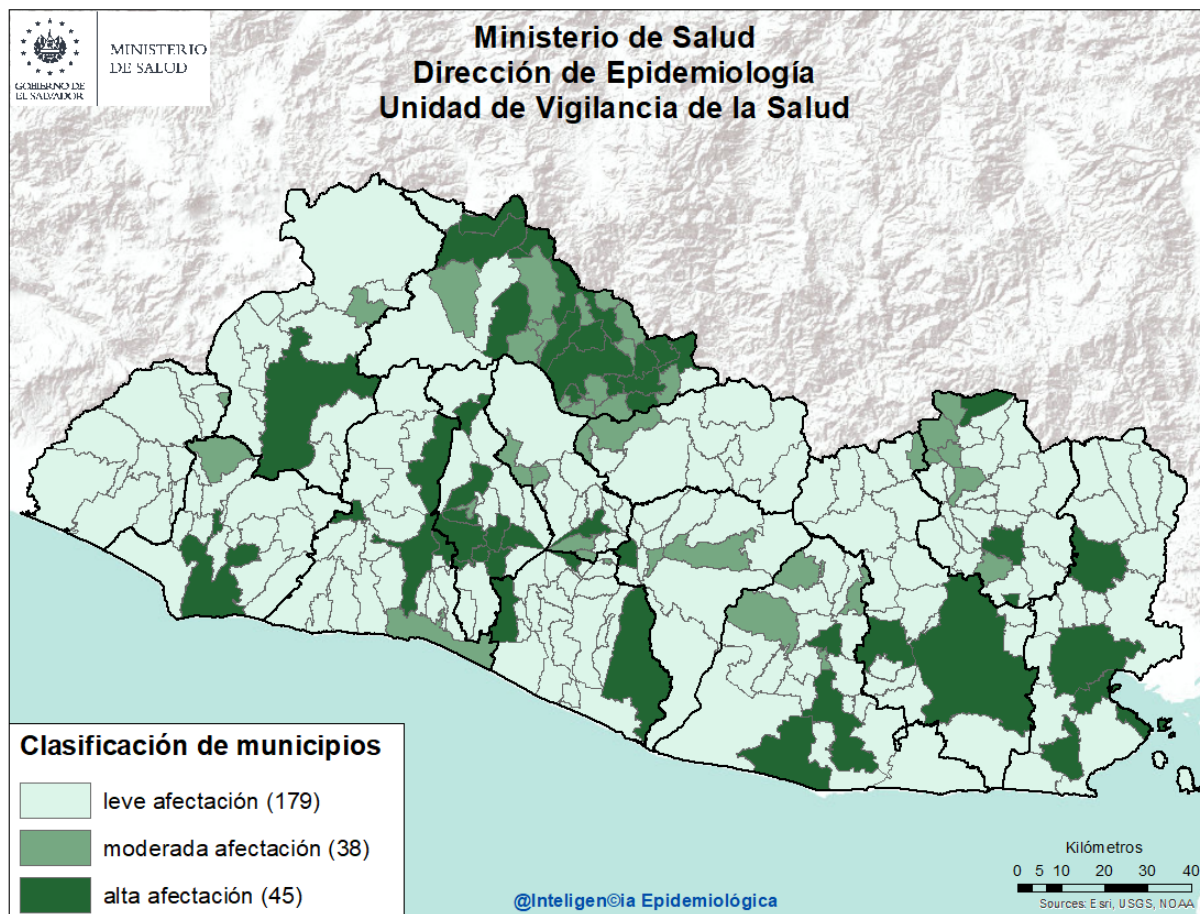 GOBIERNO DE
EL SALVADOR
MINISTERIO
DE SALUD
Ministerio de Salud
Dirección de Epidemiología
Unidad de Vigilancia de la Salud
Clasificación de municipios
leve afectación (179)
moderada afectación (38)
alta afectación (45)
@Inteligen©ia Epidemiológica
Kilómetros
0 5 10 20 30 40
Sources: Esri, USGS, NOAA